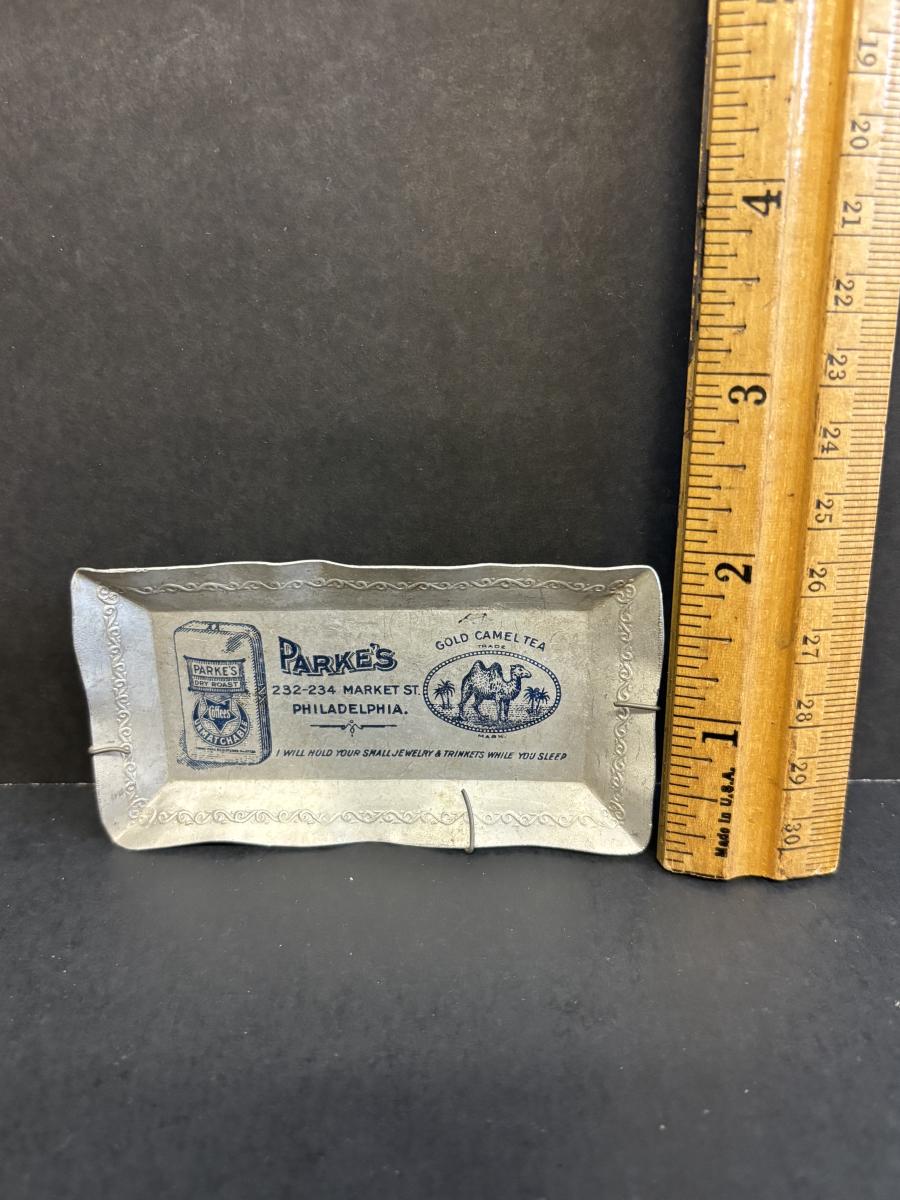 PARKE'S
DRY ROAST
Coffees
UNMATCHABLE
PARKE'S
232-234 MARKET ST.
PHILADELPHIA.
GOLD CAMEL TEA
TRADE
MARK
I WILL HOLD YOUR SMALL JEWELRY & TRINKETS WHILE YOU SLEEP
4
3
2
1
Made in U.S.A.
19
20
21
22
23
24
25
26
27
28
29
30